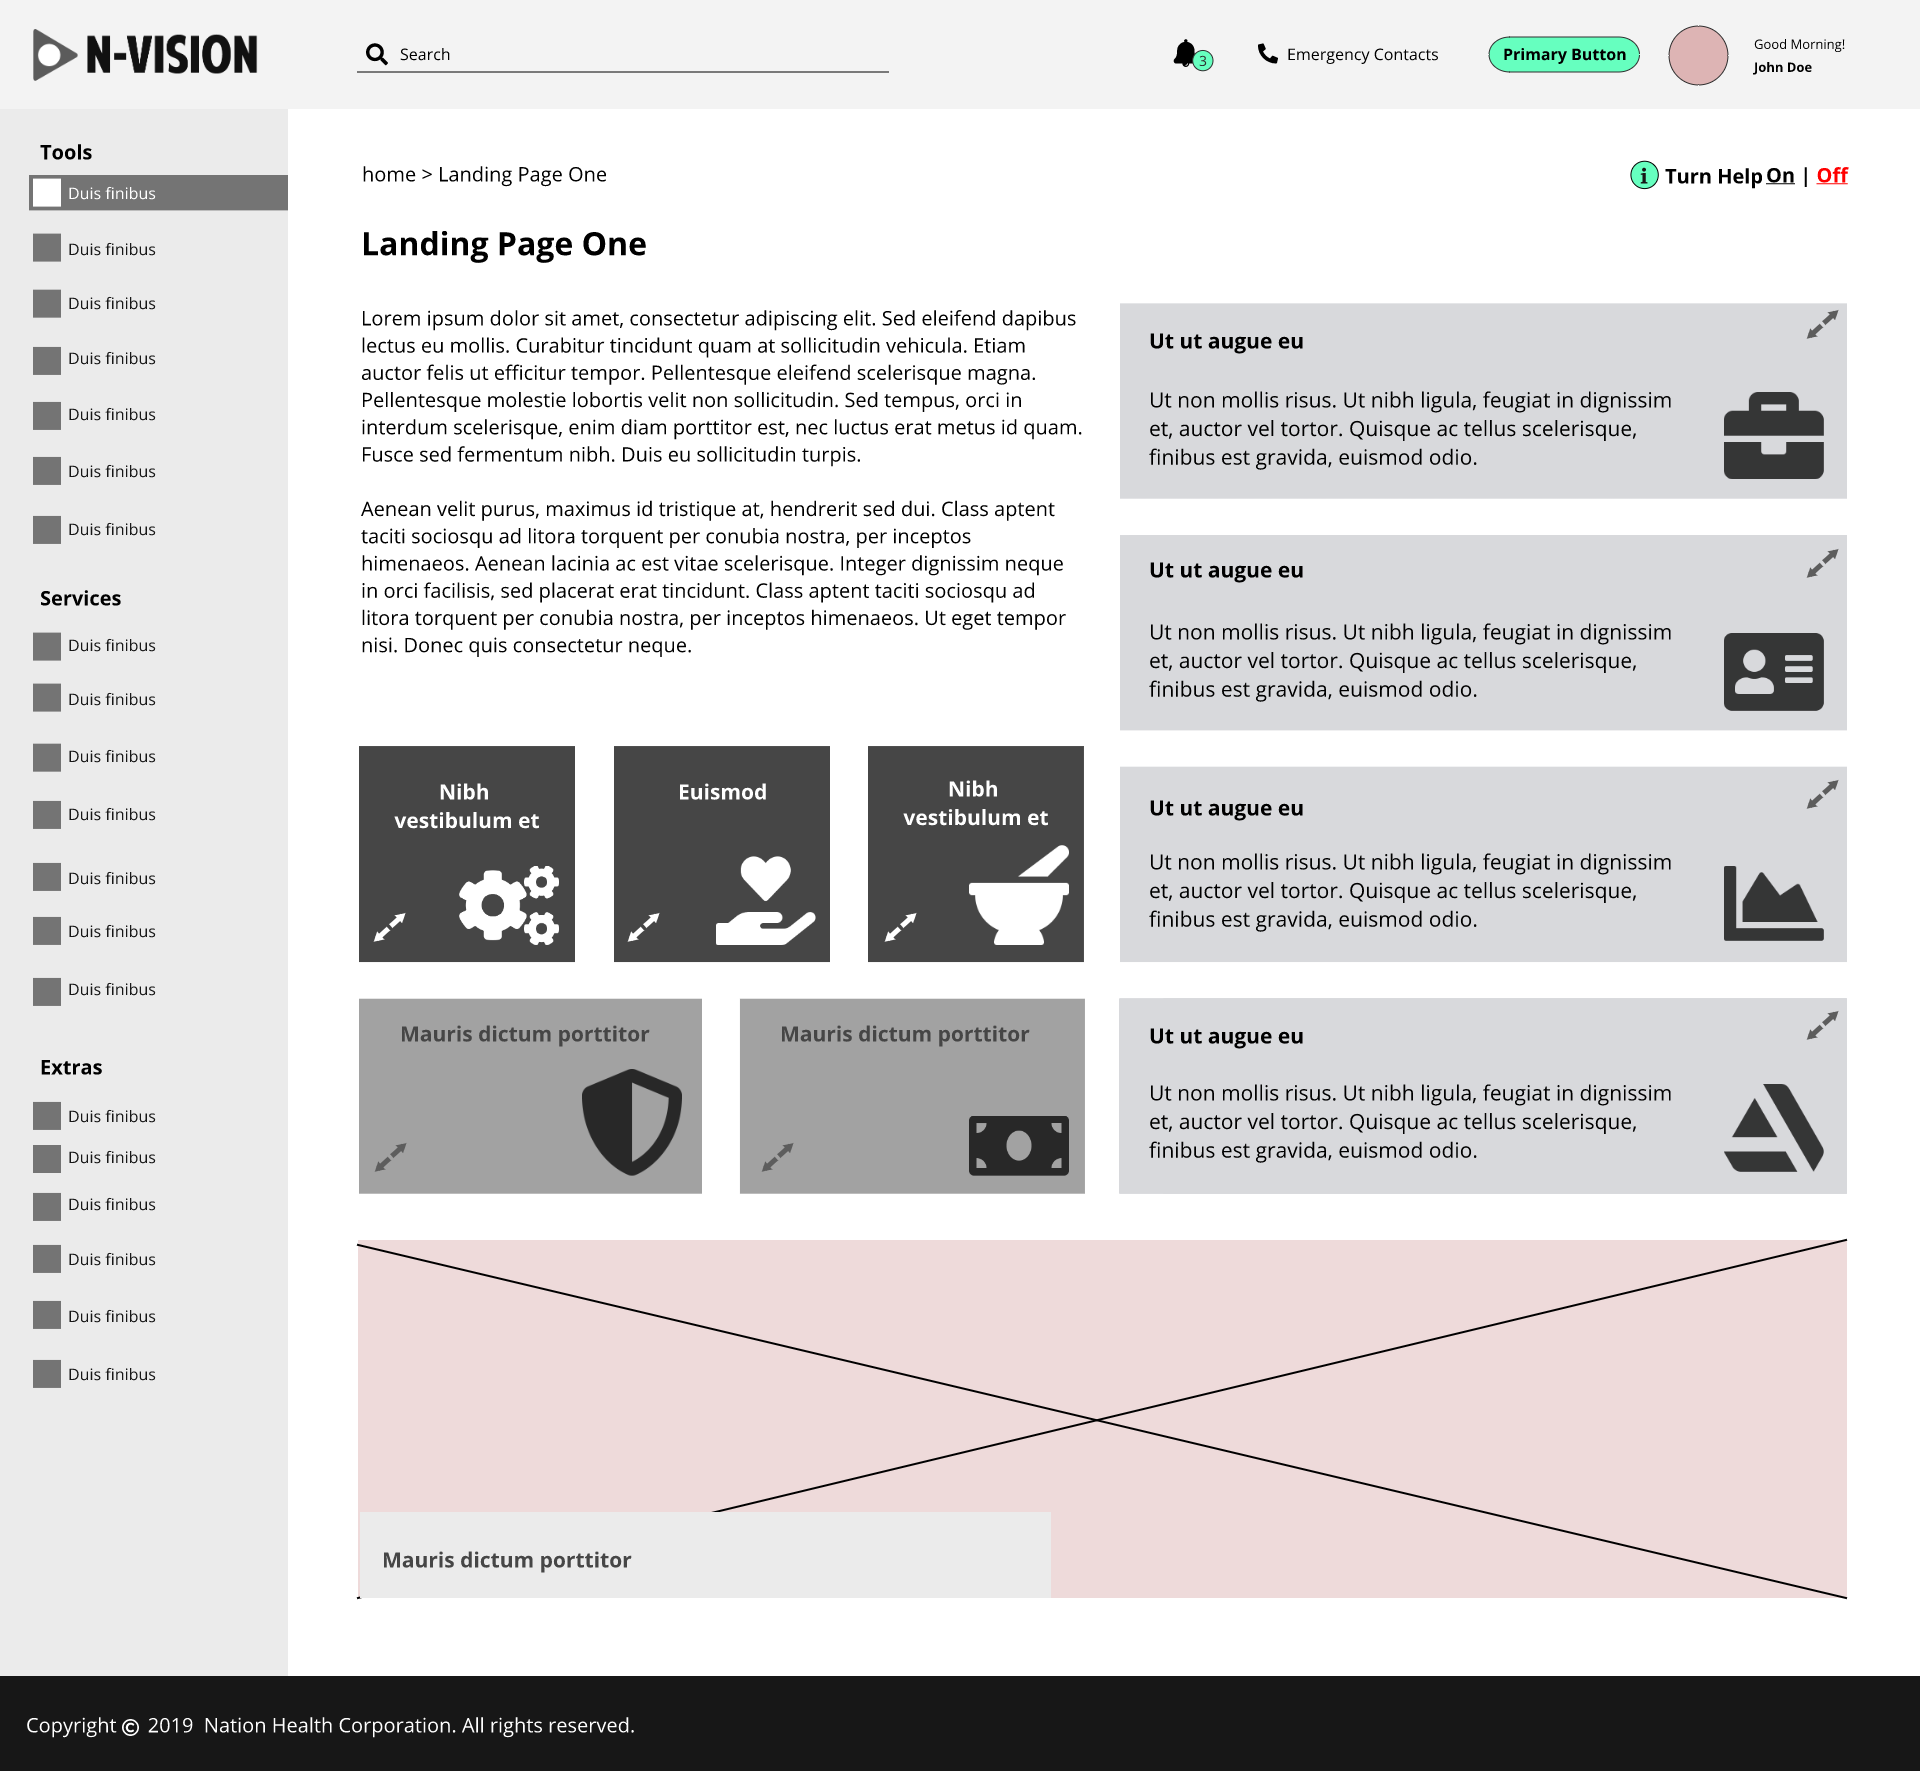 N-VISION
Search
3
Emergency Contacts
Primary Button
Good Morning!
John Doe
Tools
Duis finibus
Duis finibus
Duis finibus
Duis finibus
Duis finibus
Duis finibus
Duis finibus
Services
Duis finibus
Duis finibus
Duis finibus
Duis finibus
Duis finibus
Duis finibus
Duis finibus
Extras
Duis finibus
Duis finibus
Duis finibus
Duis finibus
Duis finibus
Duis finibus
home > Landing Page One
i Turn Help On | Off
Landing Page One
Lorem ipsum dolor sit amet, consectetur adipiscing elit. Sed eleifend dapibus
lectus eu mollis. Curabitur tincidunt quam at sollicitudin vehicula. Etiam
auctor felis ut efficitur tempor. Pellentesque eleifend scelerisque magna.
Pellentesque molestie lobortis velit non sollicitudin. Sed tempus, orci in
interdum scelerisque, enim diam porttitor est, nec luctus erat metus id quam.
Fusce sed fermentum nibh. Duis eu sollicitudin turpis.
Aenean velit purus, maximus id tristique at, hendrerit sed dui. Class aptent
taciti sociosqu ad litora torquent per conubia nostra, per inceptos
himenaeos. Aenean lacinia ac est vitae scelerisque. Integer dignissim neque
in orci facilisis, sed placerat erat tincidunt. Class aptent taciti sociosqu ad
litora torquent per conubia nostra, per inceptos himenaeos. Ut eget tempor
nisi. Donec quis consectetur neque.
Nibh
vestibulum et
Euismod
Nibh
vestibulum et
Mauris dictum porttitor
Mauris dictum porttitor
Ut ut augue eu
Ut non mollis risus. Ut nibh ligula, feugiat in dignissim
et, auctor vel tortor. Quisque ac tellus scelerisque,
finibus est gravida, euismod odio.
Ut ut augue eu
Ut non mollis risus. Ut nibh ligula, feugiat in dignissim
et, auctor vel tortor. Quisque ac tellus scelerisque,
finibus est gravida, euismod odio.
Ut ut augue eu
Ut non mollis risus. Ut nibh ligula, feugiat in dignissim
et, auctor vel tortor. Quisque ac tellus scelerisque,
finibus est gravida, euismod odio.
Ut ut augue eu
Ut non mollis risus. Ut nibh ligula, feugiat in dignissim
et, auctor vel tortor. Quisque ac tellus scelerisque,
finibus est gravida, euismod odio.
Mauris dictum porttitor
Copyright © 2019 Nation Health Corporation. All rights reserved.